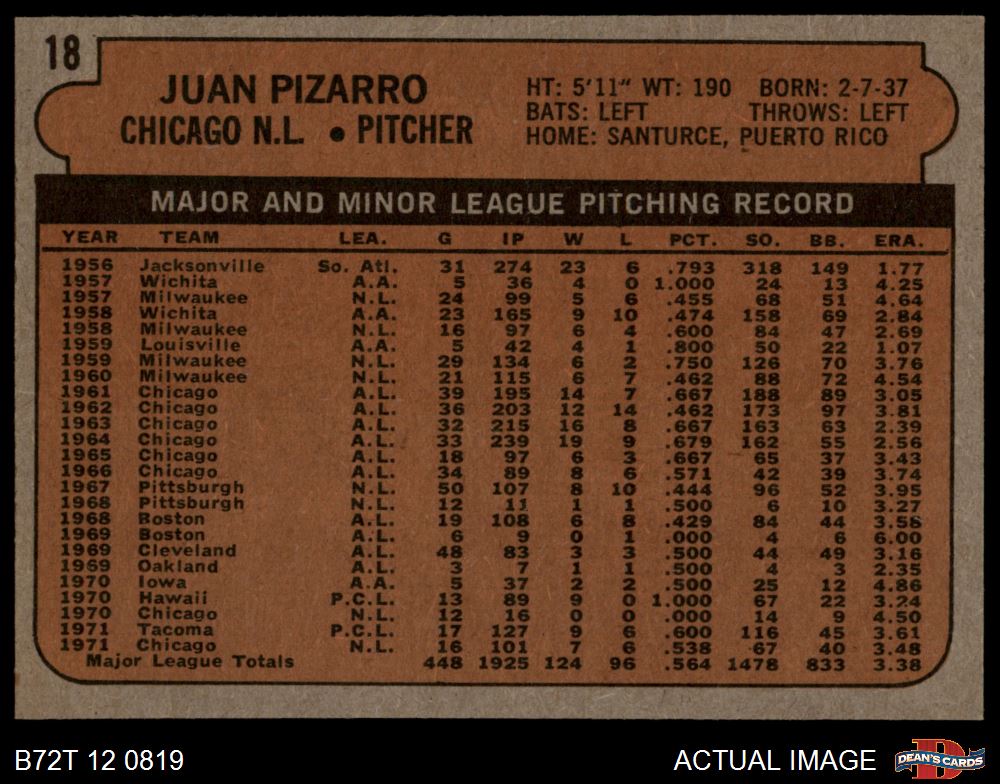 18
JUAN PIZARRO
CHICAGO N.L. • PITCHER
HT: 5'11" WT: 190 BORN: 2-7-37
BATS: LEFT THROWS: LEFT
HOME: SANTURCE, PUERTO RICO
MAJOR AND MINOR LEAGUE PITCHING RECORD
YEAR TEAM LEA. G IP W L PCT. SO. BB. ERA.
1956 Jacksonville So. Atl. 31 274 23 6 .793 318 149 1.77
1957 Wichita A.A. 5 36 4 0 1.000 24 13 4.25
1957 Milwaukee N.L. 24 99 5 6 .455 68 51 4.64
1958 Wichita A.A. 23 165 9 10 .474 158 69 2.84
1958 Milwaukee N.L. 16 97 6 4 .600 84 47 2.69
1959 Louisville A.A. 5 42 4 1 .800 50 22 1.07
1959 Milwaukee N.L. 29 134 6 2 .750 126 70 3.76
1960 Milwaukee N.L. 21 115 6 7 .462 88 72 4.54
1961 Chicago A.L. 39 195 14 7 .667 188 89 3.05
1962 Chicago A.L. 36 203 12 14 .462 173 97 3.81
1963 Chicago A.L. 32 215 16 8 .667 163 63 2.39
1964 Chicago A.L. 33 239 19 9 .679 162 55 2.56
1965 Chicago A.L. 18 97 6 3 .667 65 37 3.43
1966 Chicago A.L. 34 89 8 6 .571 42 39 3.74
1967 Pittsburgh N.L. 50 107 8 10 .444 96 52 3.95
1968 Pittsburgh N.L. 12 11 1 1 .500 6 10 3.27
1968 Boston A.L. 19 108 6 8 .429 84 44 3.58
1969 Boston A.L. 6 9 0 1 .000 4 6 6.00
1969 Cleveland A.L. 48 83 3 3 .500 44 49 3.16
1969 Oakland A.L. 3 7 1 1 .500 4 3 2.35
1970 Iowa A.A. 5 37 2 2 .500 25 12 4.86
1970 Hawaii P.C.L. 13 89 9 0 1.000 67 22 3.24
1970 Chicago N.L. 12 16 0 0 .000 14 9 4.50
1971 Tacoma P.C.L. 17 127 9 6 .600 116 45 3.61
1971 Chicago N.L. 16 101 7 6 .538 67 40 3.48
Major League Totals 448 1925 124 96 .564 1478 833 3.38
B72T 12 0819
ACTUAL IMAGE
DEAN'S CARDS